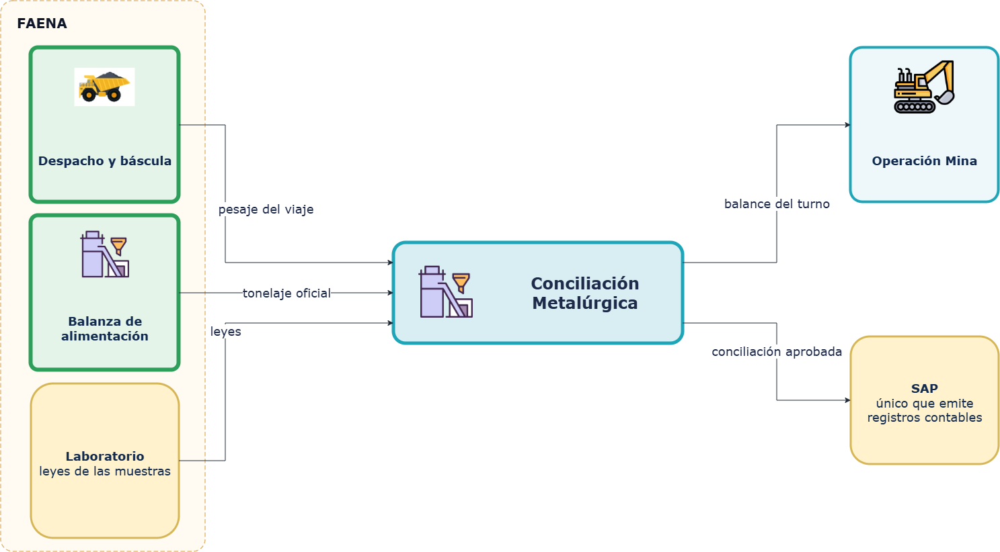 FAENA
Despacho y báscula
pesaje del viaje
Balanza de
alimentación
tonelaje oficial
leyes
Laboratorio
leyes de las muestras
Conciliación
Metalúrgica
balance del turno
Operación Mina
conciliación aprobada
SAP
único que emite
registros contables